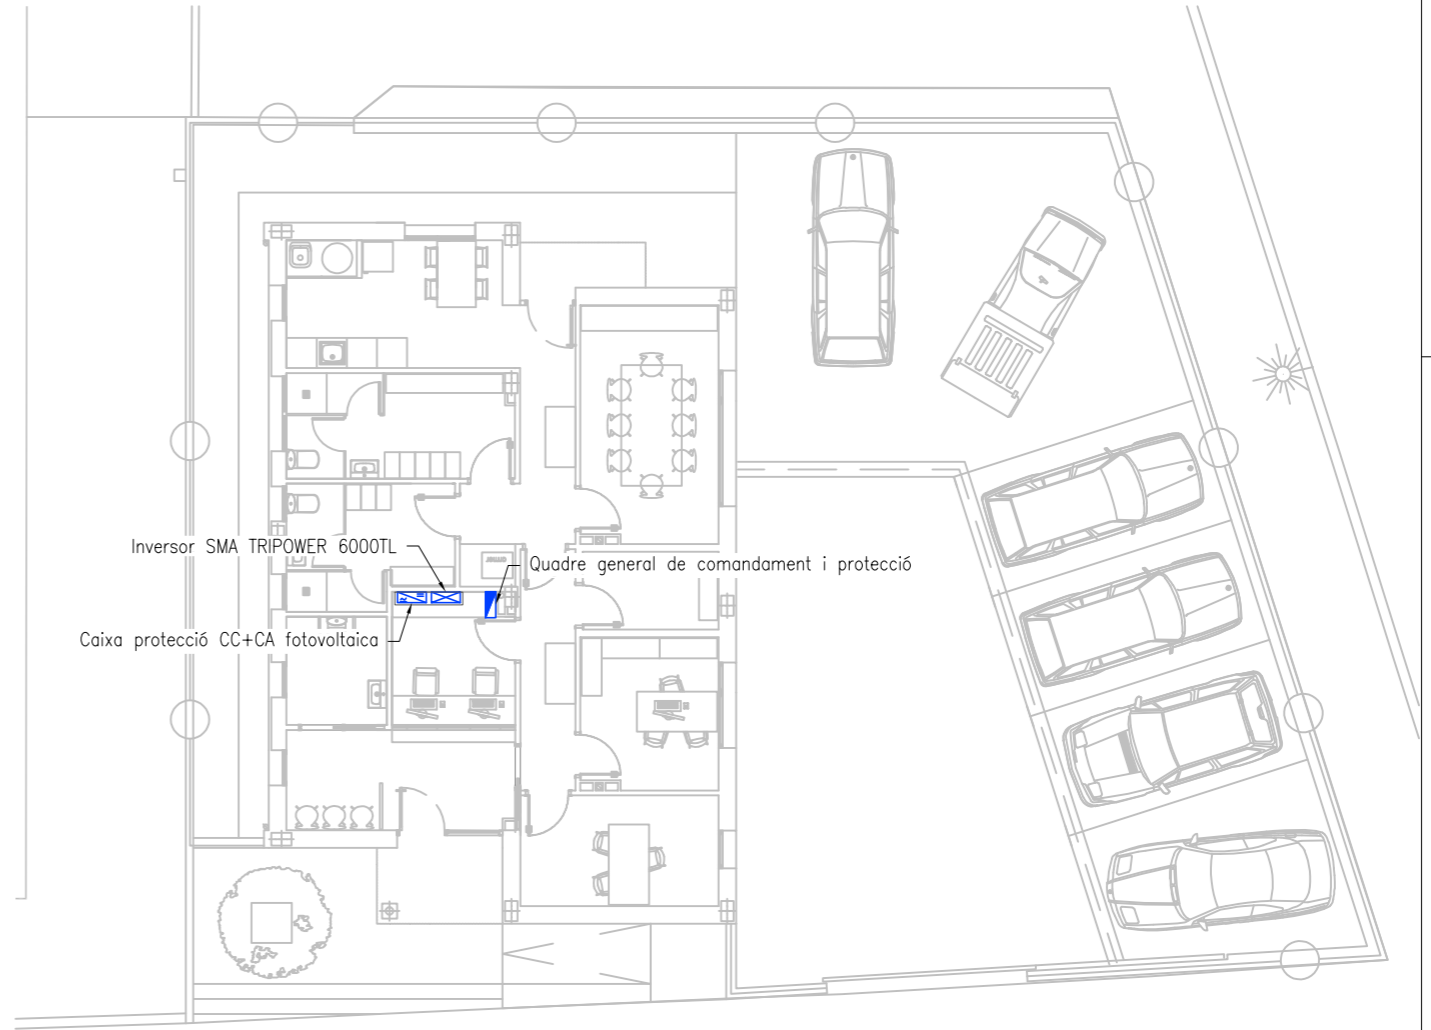 Inversor SMA TRIPOWER 6000TL
Quadre general de comandament i protecció
Caixa protecció CC+CA fotovoltaica